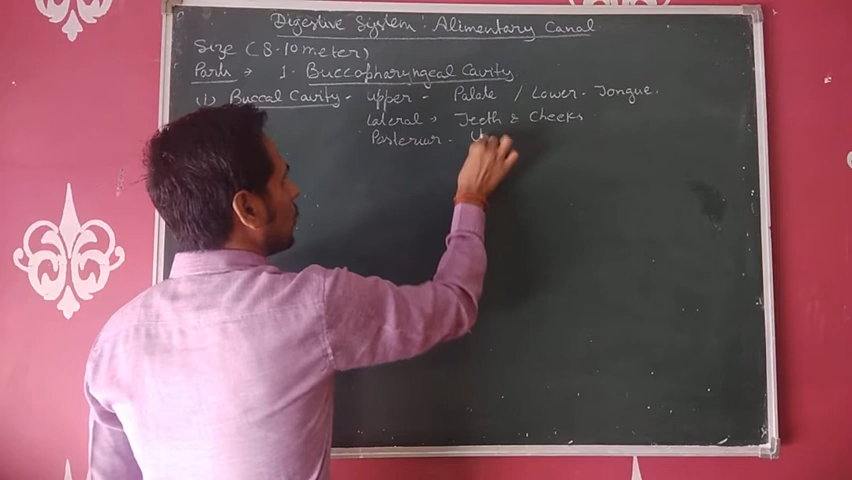 Digestive System : Alimentary Canal
Size (8-10 meter)
Parts → 1. Buccopharyngeal Cavity.
(i) Buccal Cavity - upper - Palate / Lower - Tongue.
Lateral → Teeth & Cheeks
Posterior -